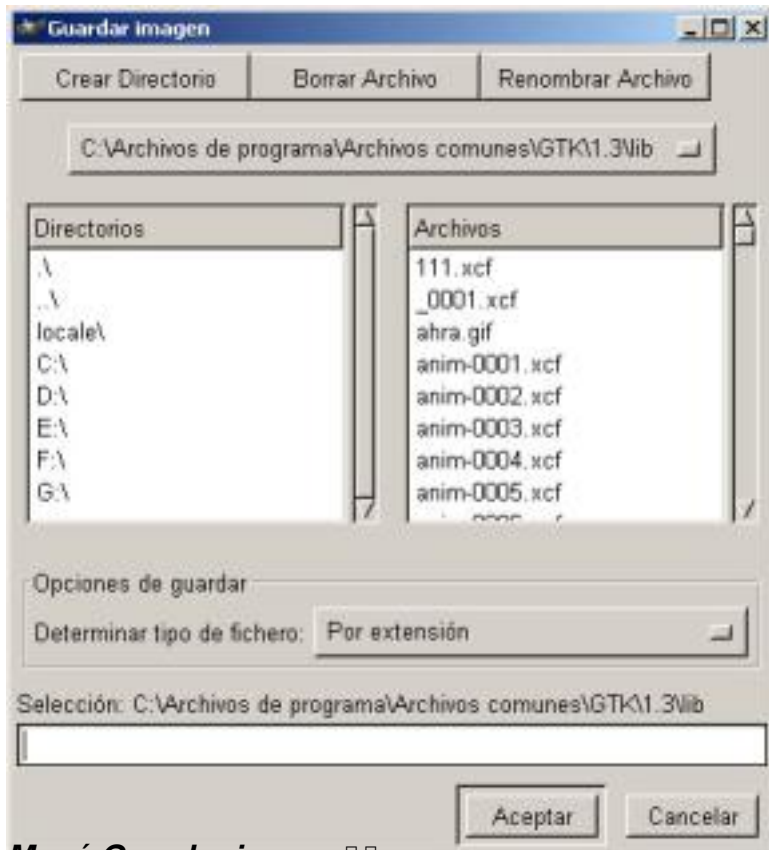 Guardar imagen
Crear Directorio
Borrar Archivo
Renombrar Archivo
C:\Archivos de programa\Archivos comunes\GTK\1.3\lib
Directorios
.\
..\
locale\
C:\
D:\
E:\
F:\
G:\
Archivos
111.xcf
_0001.xcf
ahra.gif
anim-0001.xcf
anim-0002.xcf
anim-0003.xcf
anim-0004.xcf
anim-0005.xcf
Opciones de guardar
Determinar tipo de fichero: Por extensión
Selección: C:\Archivos de programa\Archivos comunes\GTK\1.3\lib
Aceptar
Cancelar